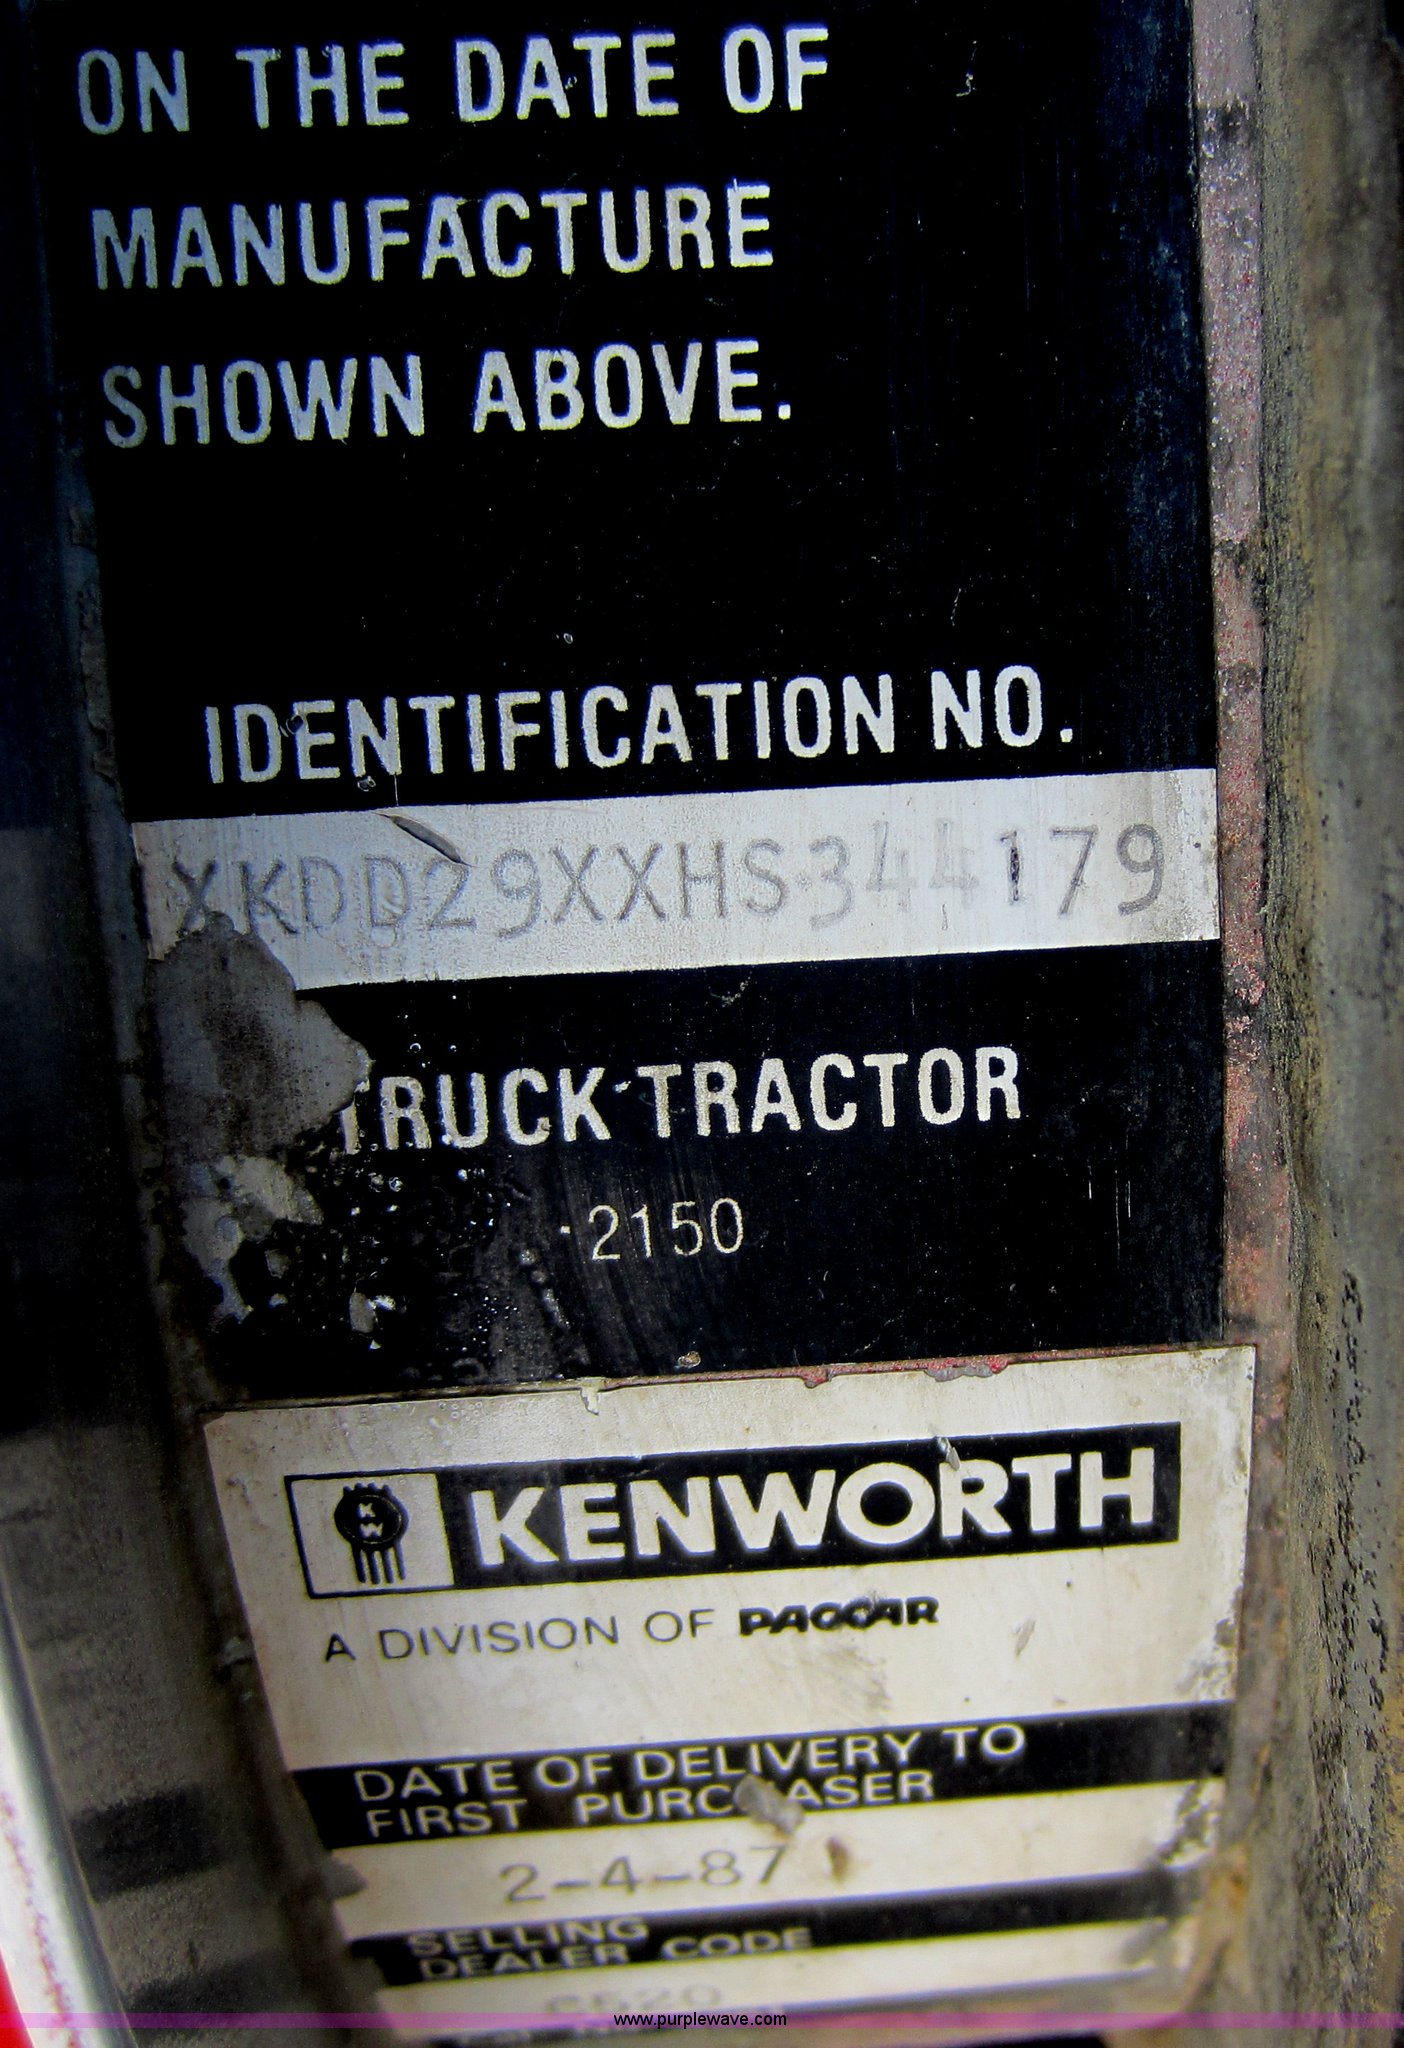 ON THE DATE OF
MANUFACTURE
SHOWN ABOVE.
IDENTIFICATION NO.
XKDD29XXHS344179
TRUCK-TRACTOR
2150
KW KENWORTH
A DIVISION OF PACCAR
DATE OF DELIVERY TO
FIRST PURCHASER
2-4-87
SELLING
DEALER CODE
www.purplewave.com